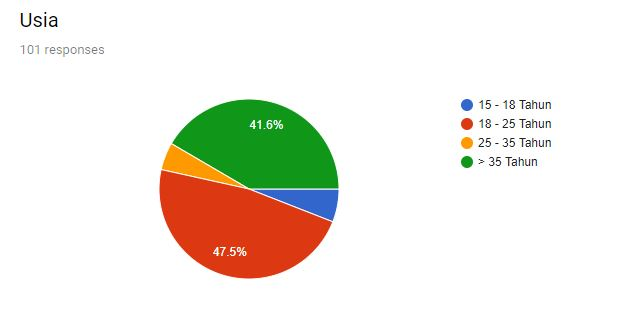 Usia
101 responses
41.6%
47.5%
15 - 18 Tahun
18 - 25 Tahun
25 - 35 Tahun
> 35 Tahun